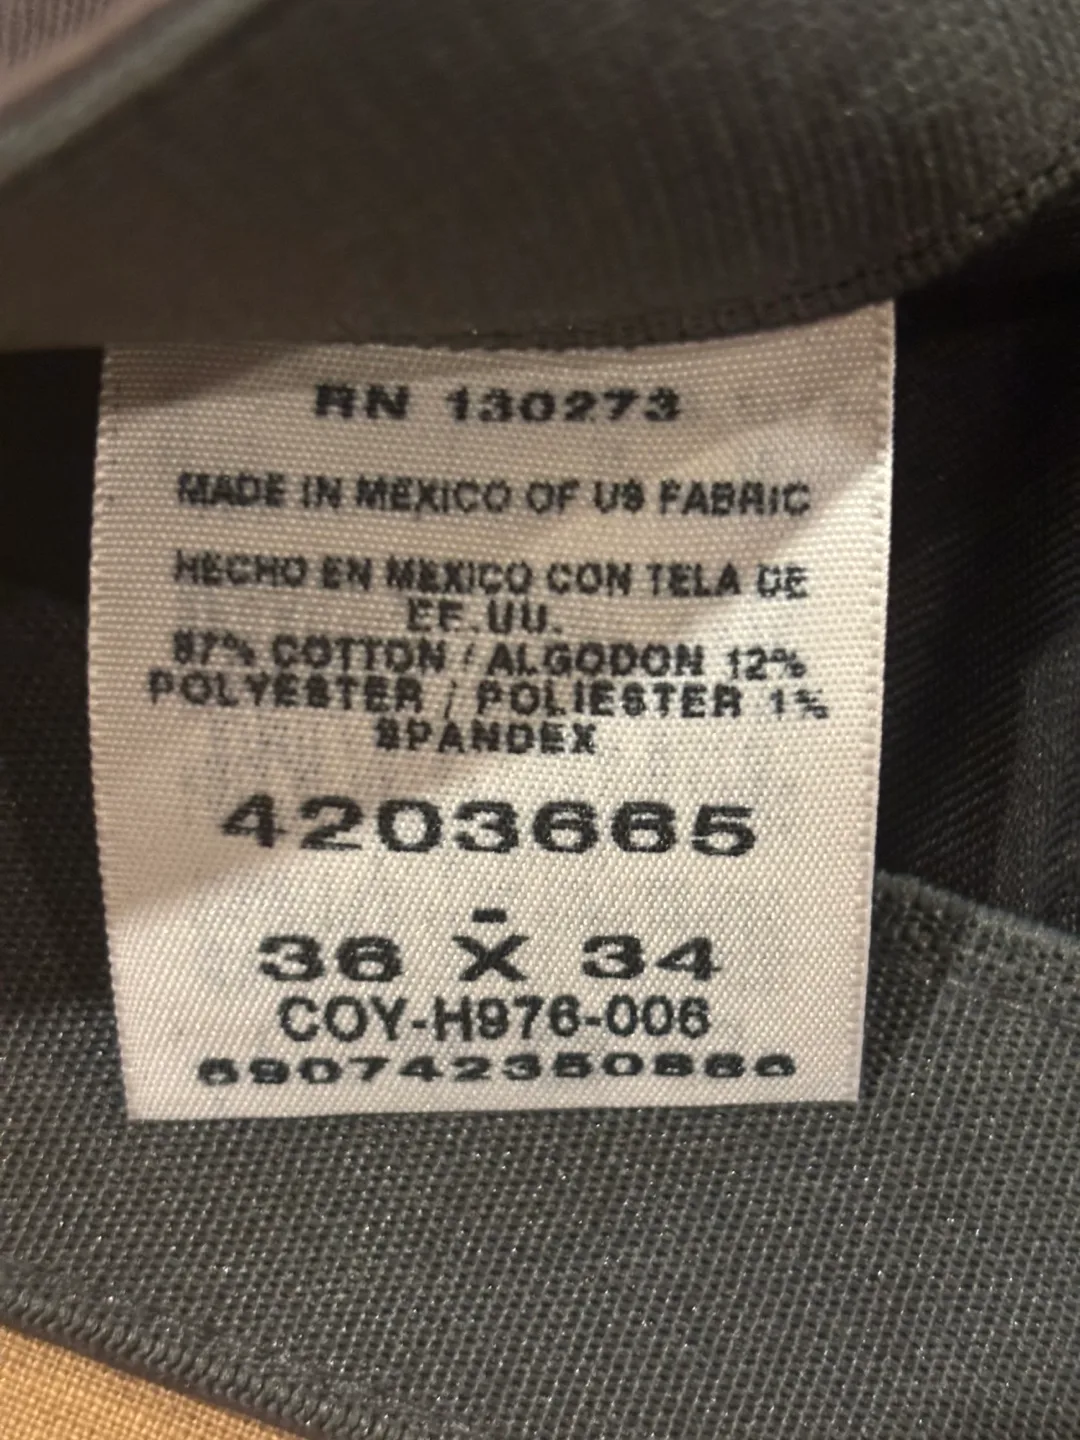 RN 130273
MADE IN MEXICO OF US FABRIC
HECHO EN MEXICO CON TELA DE
EE.UU.
87% COTTON / ALGODON 12%
POLYESTER / POLIESTER 1%
SPANDEX
4203665
-
36 X 34
COY-H976-006